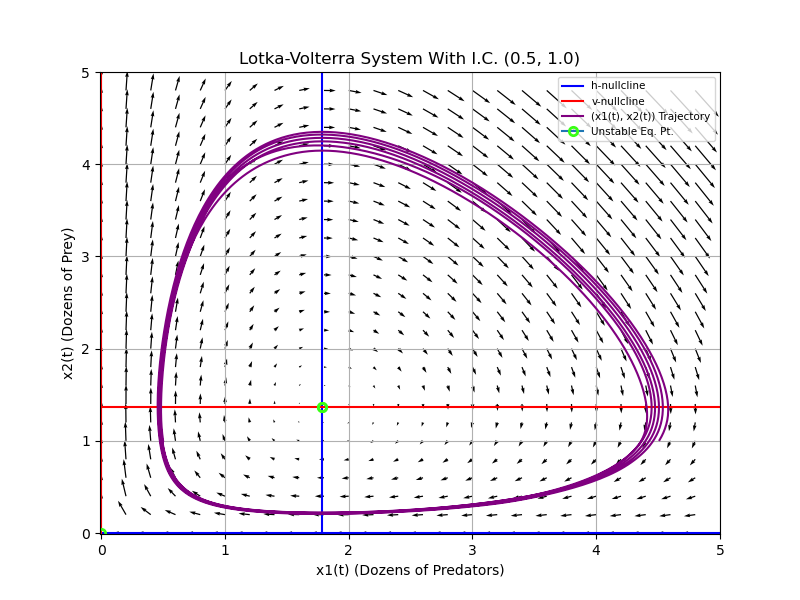 Lotka-Volterra System With I.C. (0.5, 1.0)
h-nullcline
v-nullcline
(x1(t), x2(t)) Trajectory
Unstable Eq. Pt.
x2(t) (Dozens of Prey)
5
4
3
2
1
0
0 1 2 3 4 5
x1(t) (Dozens of Predators)